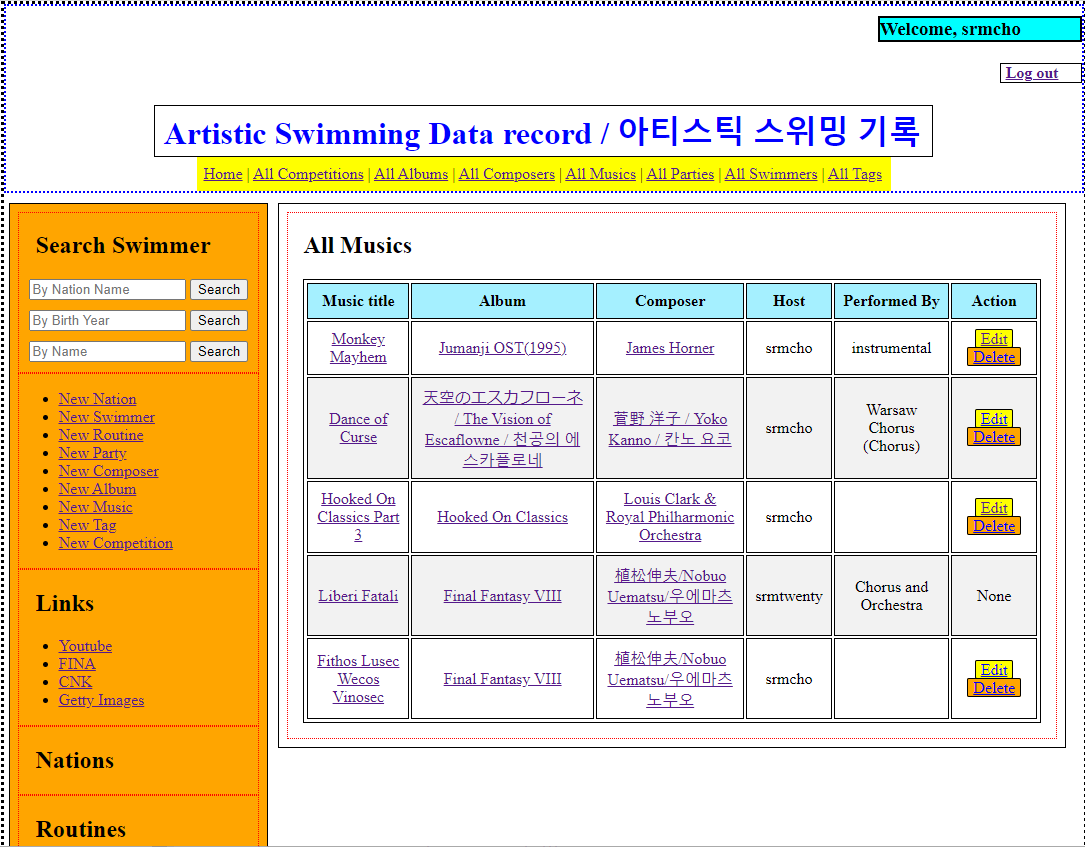 Welcome, srmcho
Log out
Artistic Swimming Data record / 아티스틱 스위밍 기록
Home | All Competitions | All Albums | All Composers | All Musics | All Parties | All Swimmers | All Tags
Search Swimmer
By Nation Name Search
By Birth Year Search
By Name Search
New Nation
New Swimmer
New Routine
New Party
New Composer
New Album
New Music
New Tag
New Competition
Links
Youtube
FINA
CNK
Getty Images
Nations
Routines
All Musics
Music title Album Composer Host Performed By Action
Monkey
Mayhem
Jumanji OST(1995)
James Horner
srmcho
instrumental
Edit
Delete
Dance of
Curse
天空のエスカフローネ
/ The Vision of
Escaflowne / 천공의 에
스카플로네
菅野 洋子 / Yoko
Kanno / 칸노 요코
srmcho
Warsaw
Chorus
(Chorus)
Edit
Delete
Hooked On
Classics Part
3
Hooked On Classics
Louis Clark &
Royal Philharmonic
Orchestra
srmcho
Edit
Delete
Liberi Fatali
Final Fantasy VIII
植松伸夫/Nobuo
Uematsu/우에마츠
노부오
srmtwenty
Chorus and
Orchestra
None
Fithos Lusec
Wecos
Vinosec
Final Fantasy VIII
植松伸夫/Nobuo
Uematsu/우에마츠
노부오
srmcho
Edit
Delete